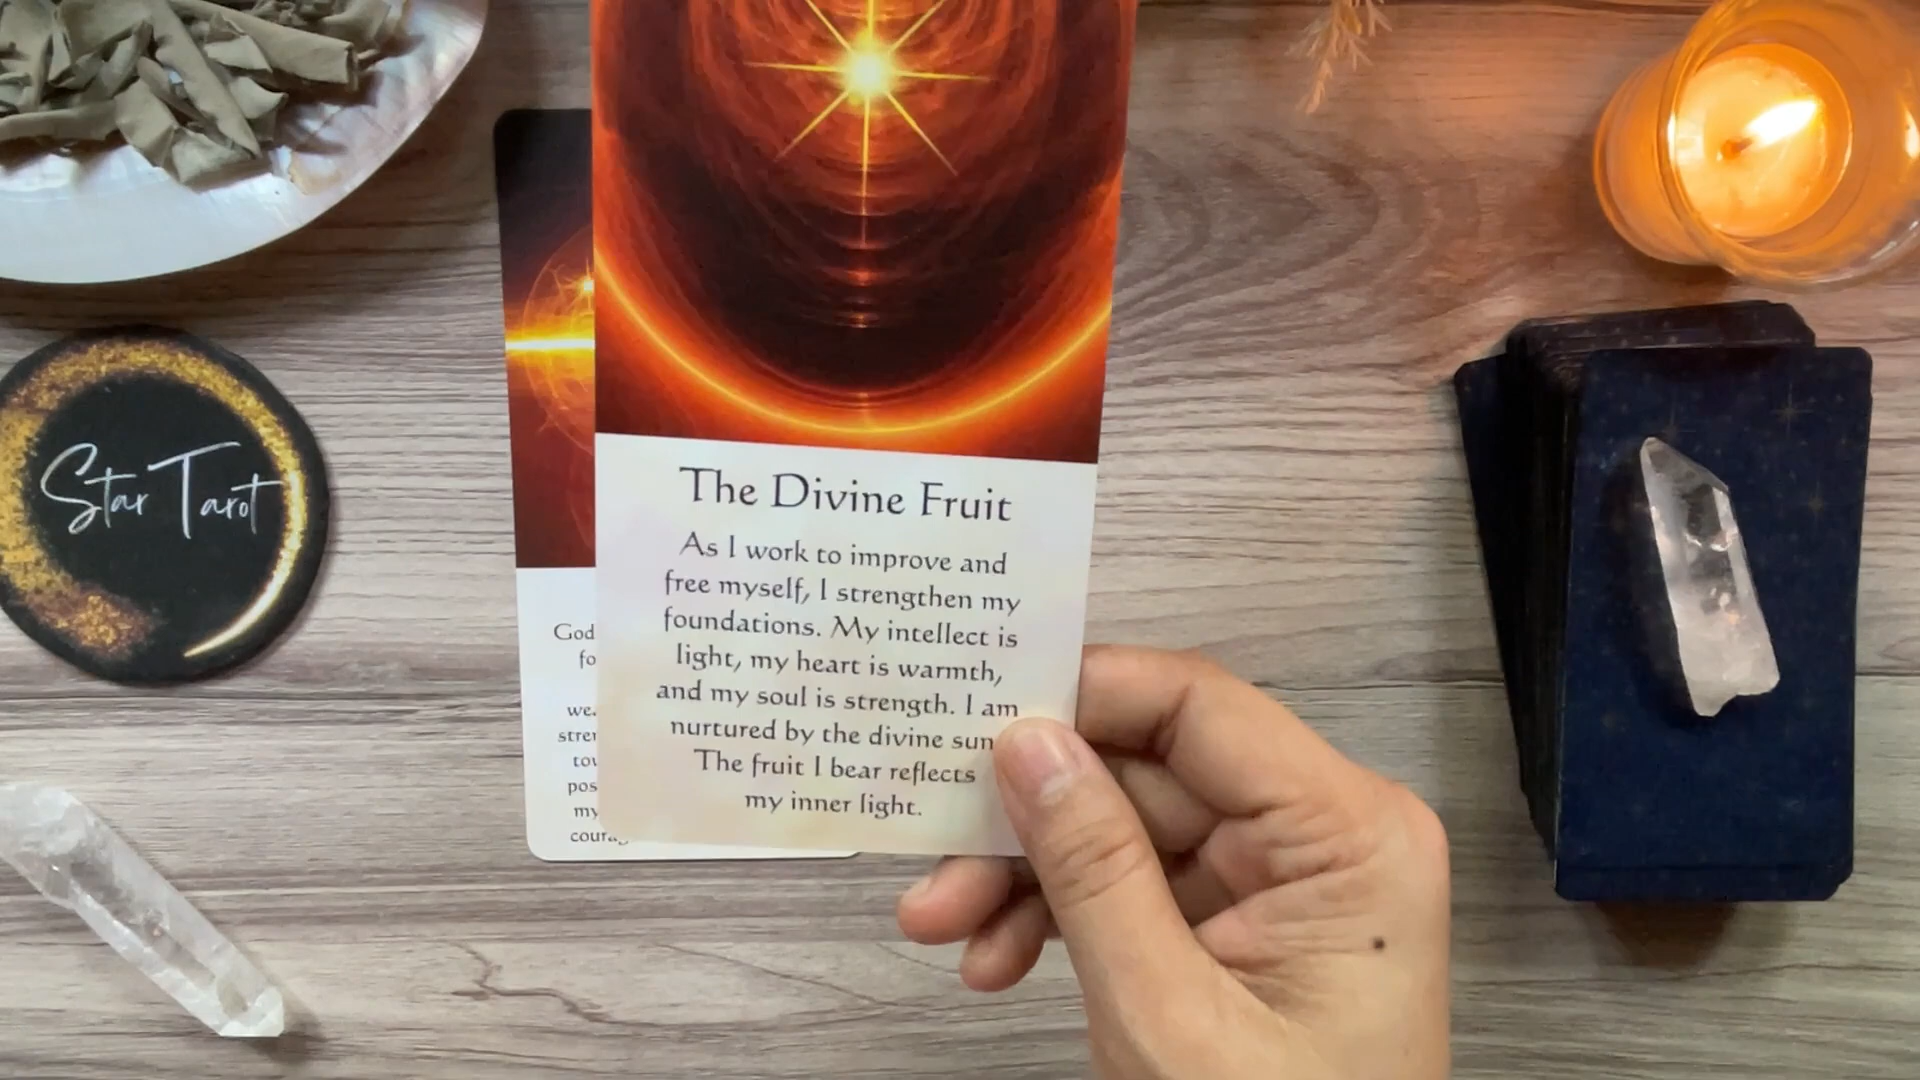 Star Tarot
The Divine Fruit
As I work to improve and
free myself, I strengthen my
foundations. My intellect is
light, my heart is warmth,
and my soul is strength. I am
nurtured by the divine sun
The fruit I bear reflects
my inner light.
God
my